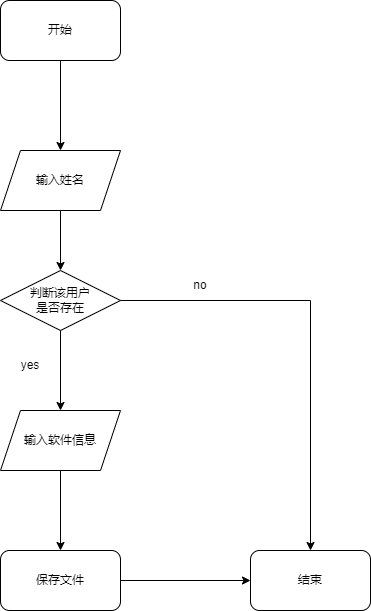 开始
输入姓名
判断该用户
是否存在
no
yes
输入软件信息
保存文件
结束